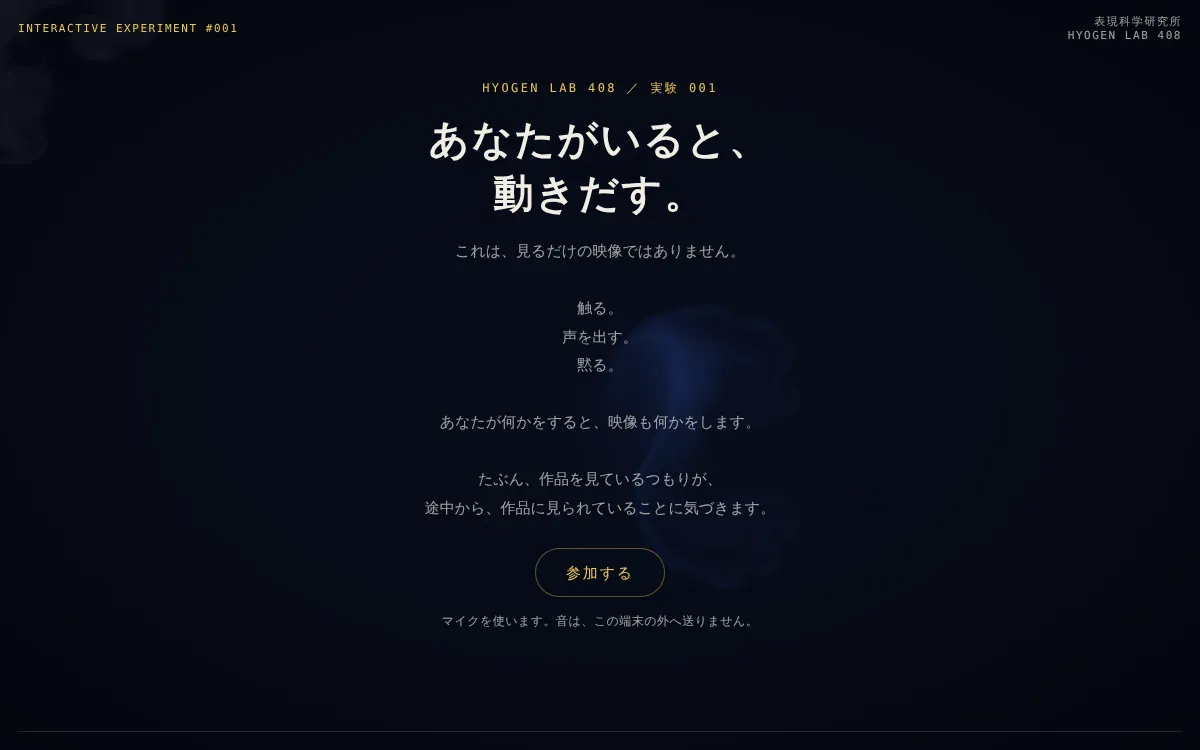 INTERACTIVE EXPERIMENT #001
表現科学研究所
HYOGEN LAB 408
HYOGEN LAB 408 ／ 実験 001
あなたがいると、
動きだす。
これは、見るだけの映像ではありません。
触る。
声を出す。
黙る。
あなたが何かをすると、映像も何かをします。
たぶん、作品を見ているつもりが、
途中から、作品に見られていることに気づきます。
参加する
マイクを使います。音は、この端末の外へ送りません。